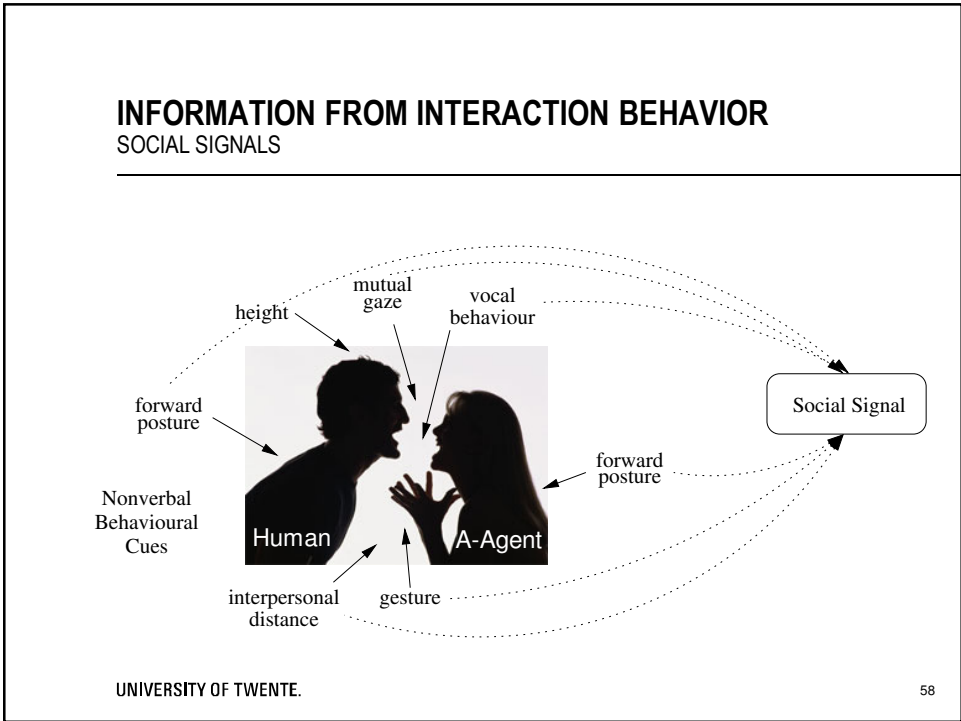 INFORMATION FROM INTERACTION BEHAVIOR
SOCIAL SIGNALS
mutual
gaze
vocal
behaviour
height
forward
posture
Social Signal
forward
posture
Nonverbal
Behavioural
Cues
Human
A-Agent
interpersonal
distance
gesture
UNIVERSITY OF TWENTE.
58